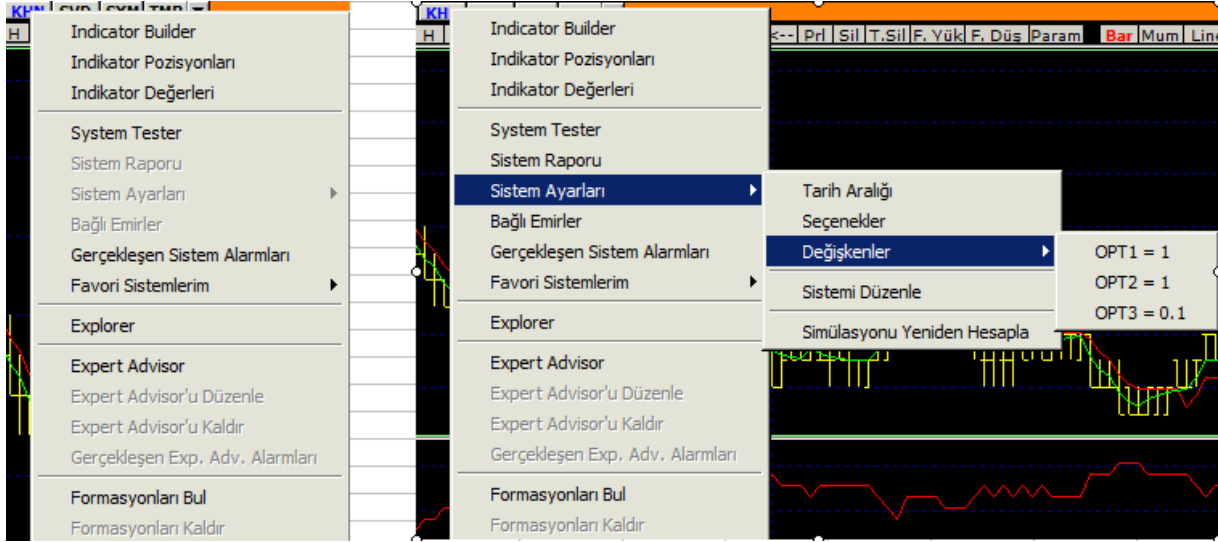 KHN SVD SYM TMP
H
Indicator Builder
Indikator Pozisyonları
Indikator Değerleri
System Tester
Sistem Raporu
Sistem Ayarları
Bağlı Emirler
Gerçekleşen Sistem Alarmları
Favori Sistemlerim
Explorer
Expert Advisor
Expert Advisor'u Düzenle
Expert Advisor'u Kaldır
Gerçekleşen Exp. Adv. Alarmları
Formasyonları Bul
Formasyonları Kaldır
KH
H
<-- Prl Sil T.Sil F. Yük F. Düş Param Bar Mum Line
Indicator Builder
Indikator Pozisyonları
Indikator Değerleri
System Tester
Sistem Raporu
Sistem Ayarları
Bağlı Emirler
Gerçekleşen Sistem Alarmları
Favori Sistemlerim
Explorer
Expert Advisor
Expert Advisor'u Düzenle
Expert Advisor'u Kaldır
Gerçekleşen Exp. Adv. Alarmları
Formasyonları Bul
Formasyonları Kaldır
Tarih Aralığı
Seçenekler
Değişkenler
Sistemi Düzenle
Simülasyonu Yeniden Hesapla
OPT1 = 1
OPT2 = 1
OPT3 = 0.1